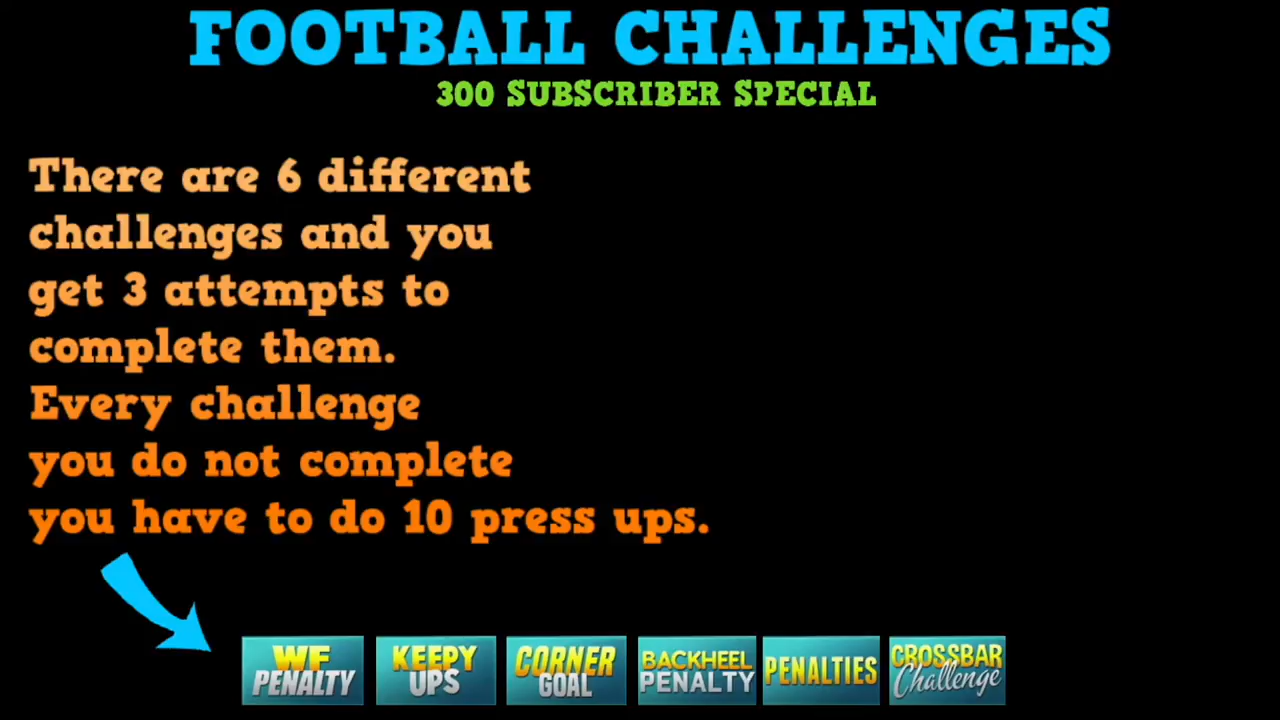 FOOTBALL CHALLENGES
300 SUBSCRIBER SPECIAL
There are 6 different
challenges and you
get 3 attempts to
complete them.
Every challenge
you do not complete
you have to do 10 press ups.
WF
PENALTY
KEEPY
UPS
CORNER
GOAL
BACKHEEL
PENALTY
PENALTIES
CROSSBAR
Challenge